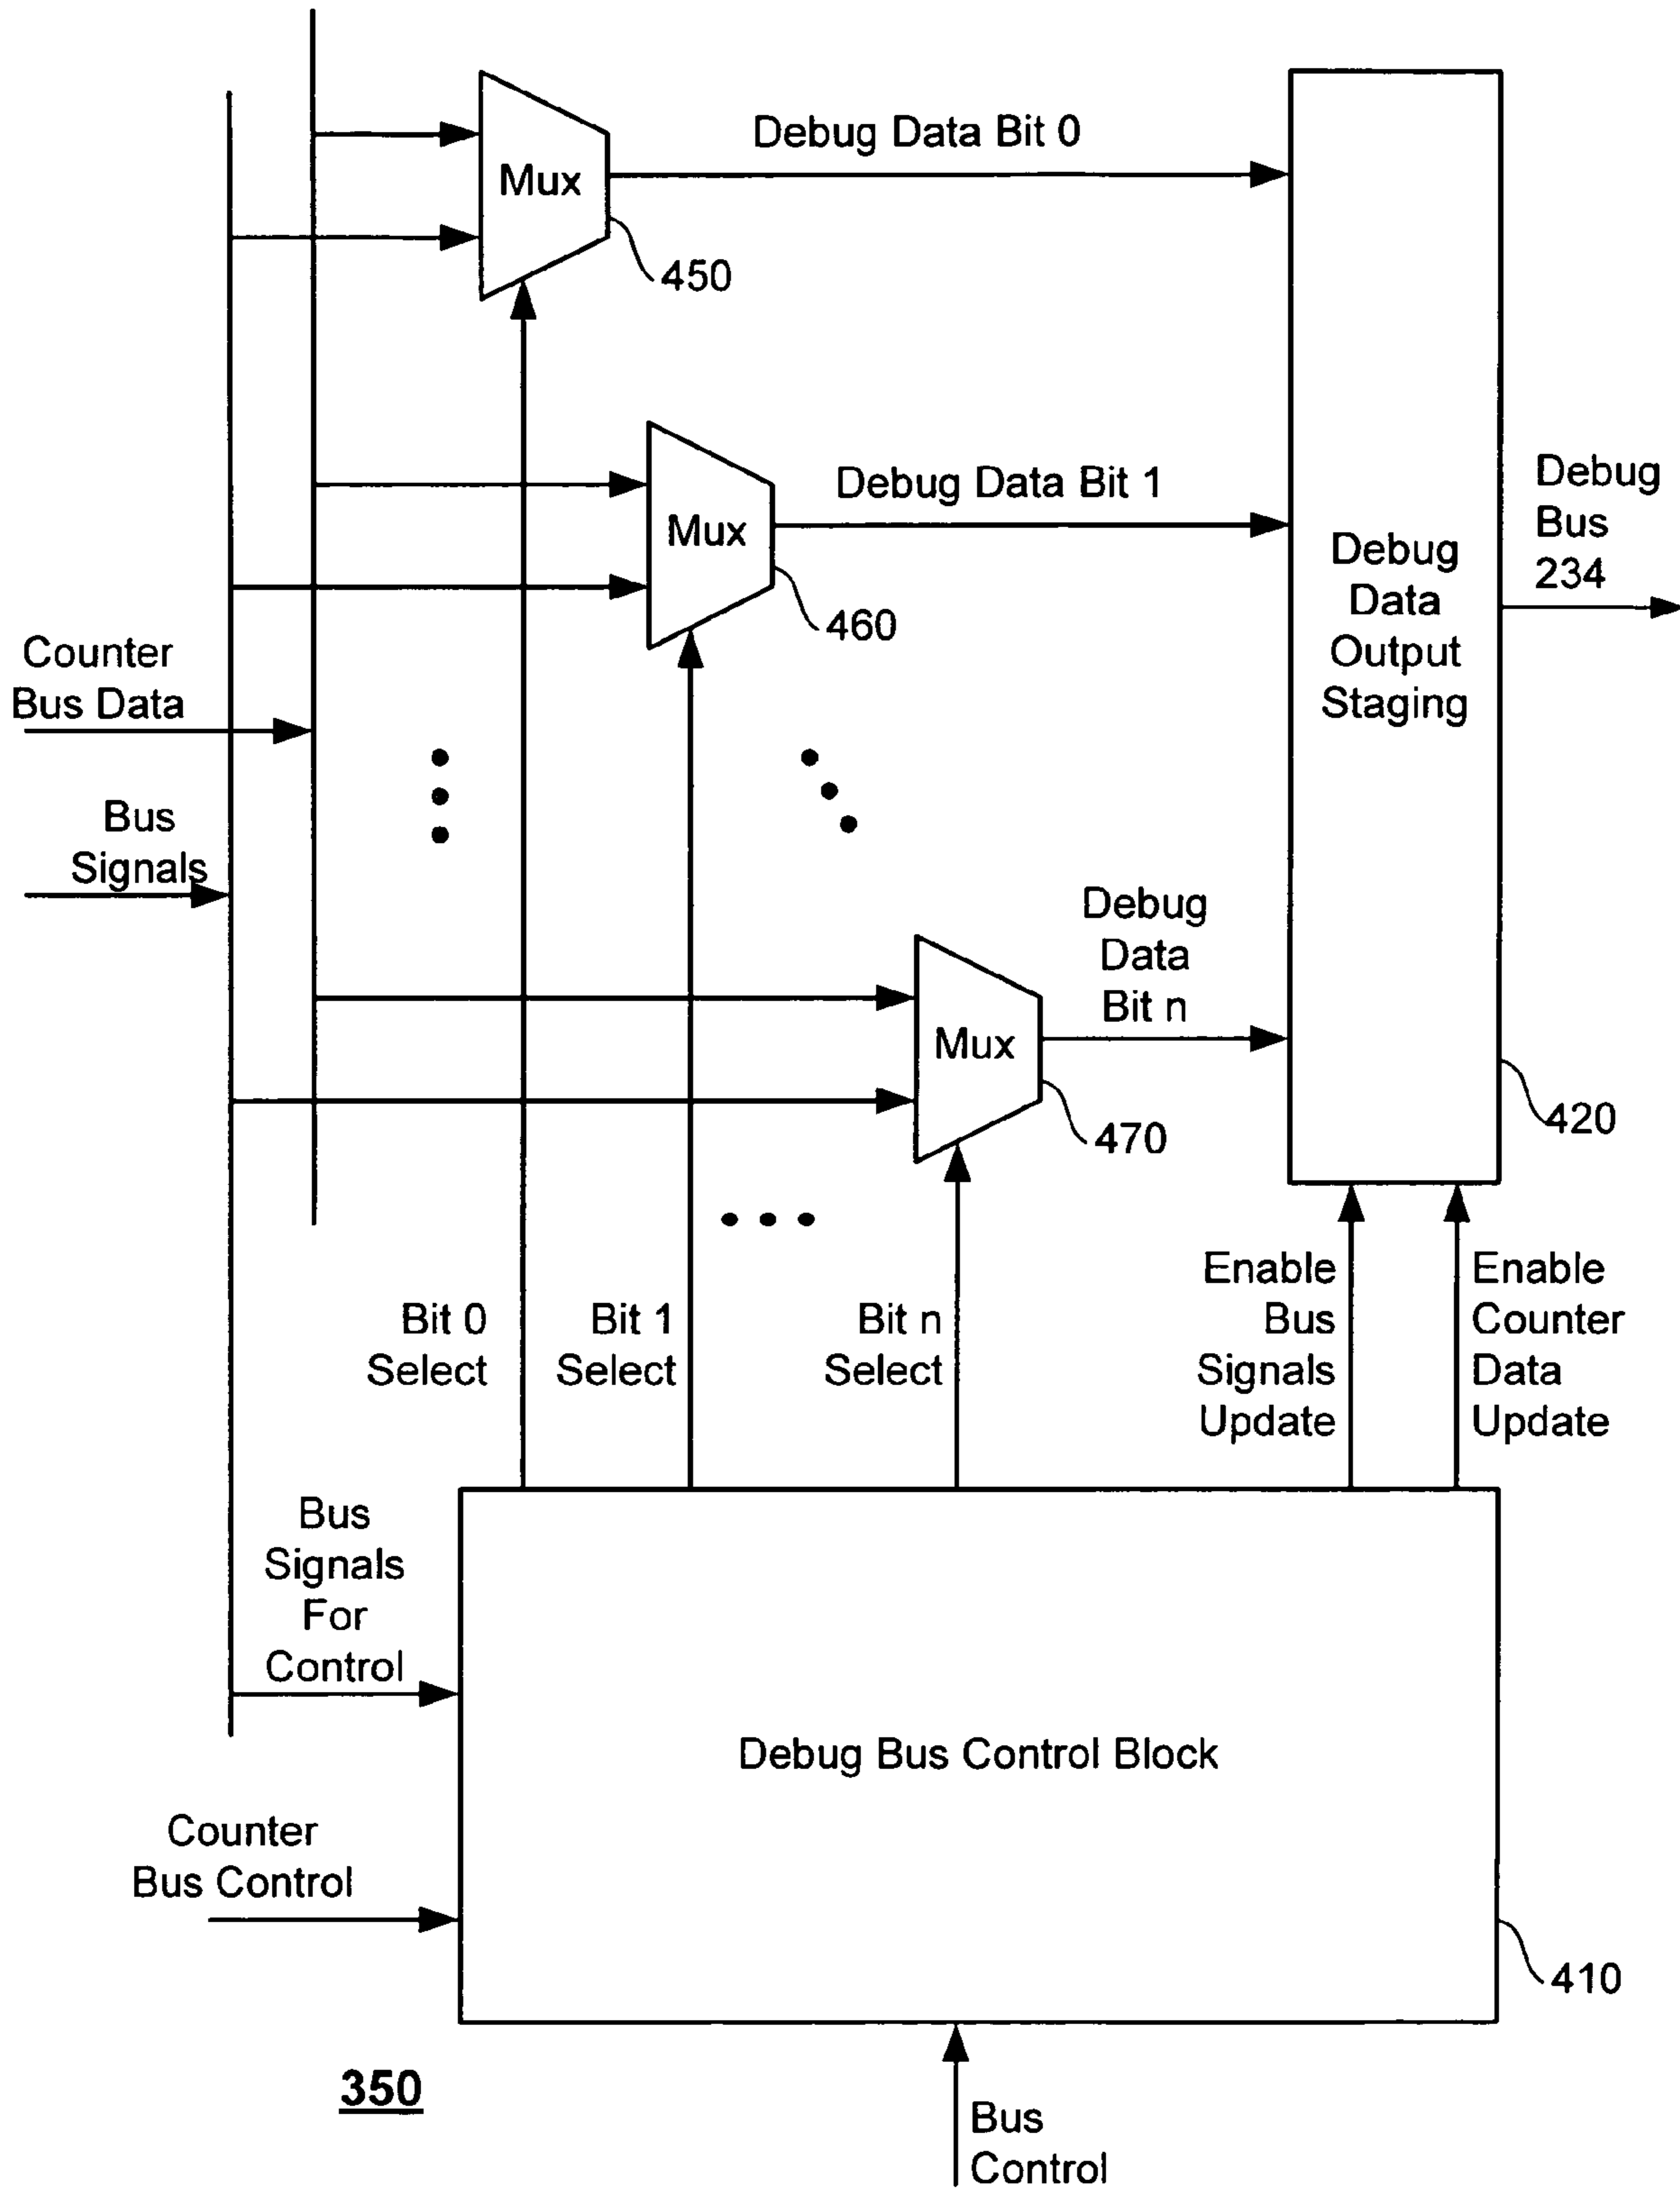 Debug Data Bit 0
Mux
450
Debug Data Bit 1
Mux
460
Debug
Bus
234
Debug
Data
Output
Staging
Counter
Bus Data
Bus
Signals
Debug
Data
Bit n
Mux
470
420
Bit 0
Select
Bit 1
Select
Bit n
Select
Enable
Bus
Signals
Update
Enable
Counter
Data
Update
Bus
Signals
For
Control
Debug Bus Control Block
Counter
Bus Control
410
350
Bus
Control